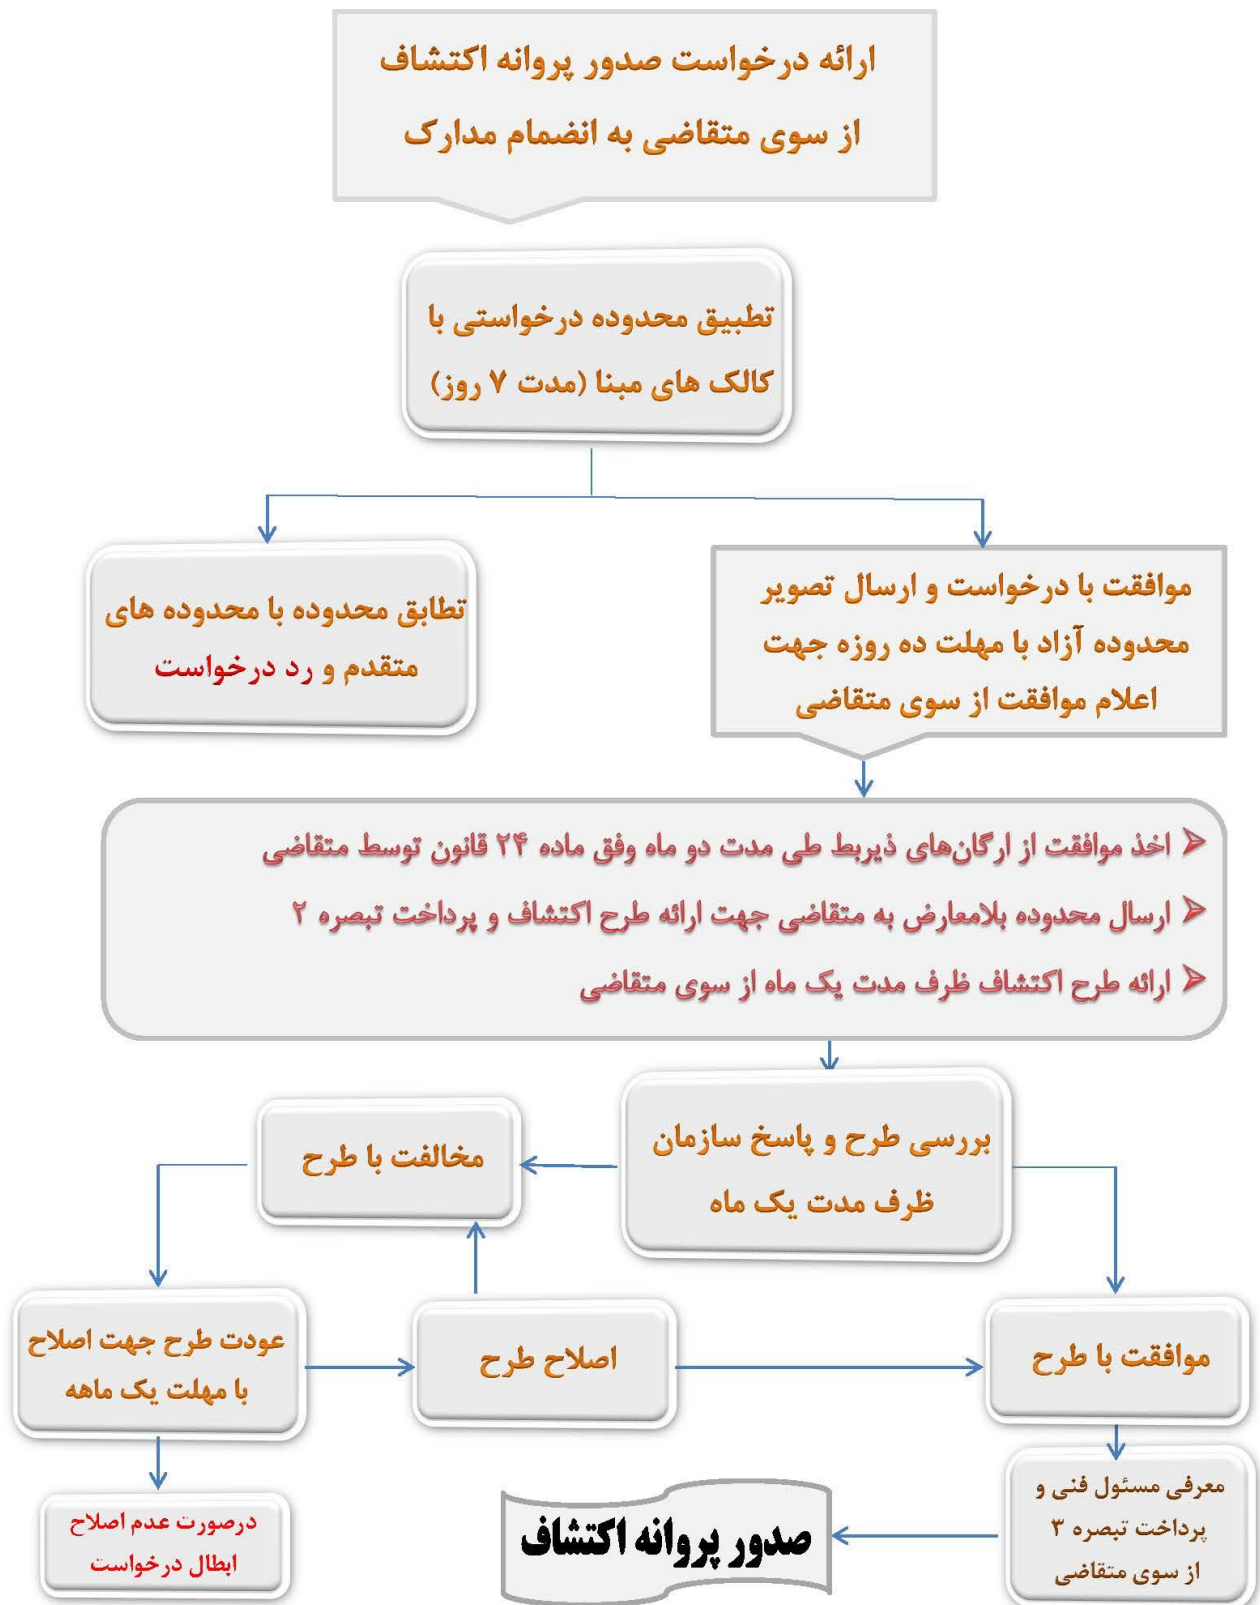 ارائه درخواست صدور پروانه اکتشاف
از سوی متقاضی به انضمام مدارک
تطبیق محدوده درخواستی با
کالک های مبنا (مدت ۷ روز)
موافقت با درخواست و ارسال تصویر
محدوده آزاد با مهلت ده روزه جهت
اعلام موافقت از سوی متقاضی
تطابق محدوده با محدوده های
متقدم و رد درخواست
اخذ موافقت از ارگان‌های ذیربط طی مدت دو ماه وفق ماده ۲۴ قانون توسط متقاضی
ارسال محدوده بلامعارض به متقاضی جهت ارائه طرح اکتشاف و پرداخت تبصره ۲
ارائه طرح اکتشاف ظرف مدت یک ماه از سوی متقاضی
بررسی طرح و پاسخ سازمان
ظرف مدت یک ماه
مخالفت با طرح
موافقت با طرح
اصلاح طرح
عودت طرح جهت اصلاح
با مهلت یک ماهه
معرفی مسئول فنی و
پرداخت تبصره ۳
از سوی متقاضی
صدور پروانه اکتشاف
درصورت عدم اصلاح
ابطال درخواست